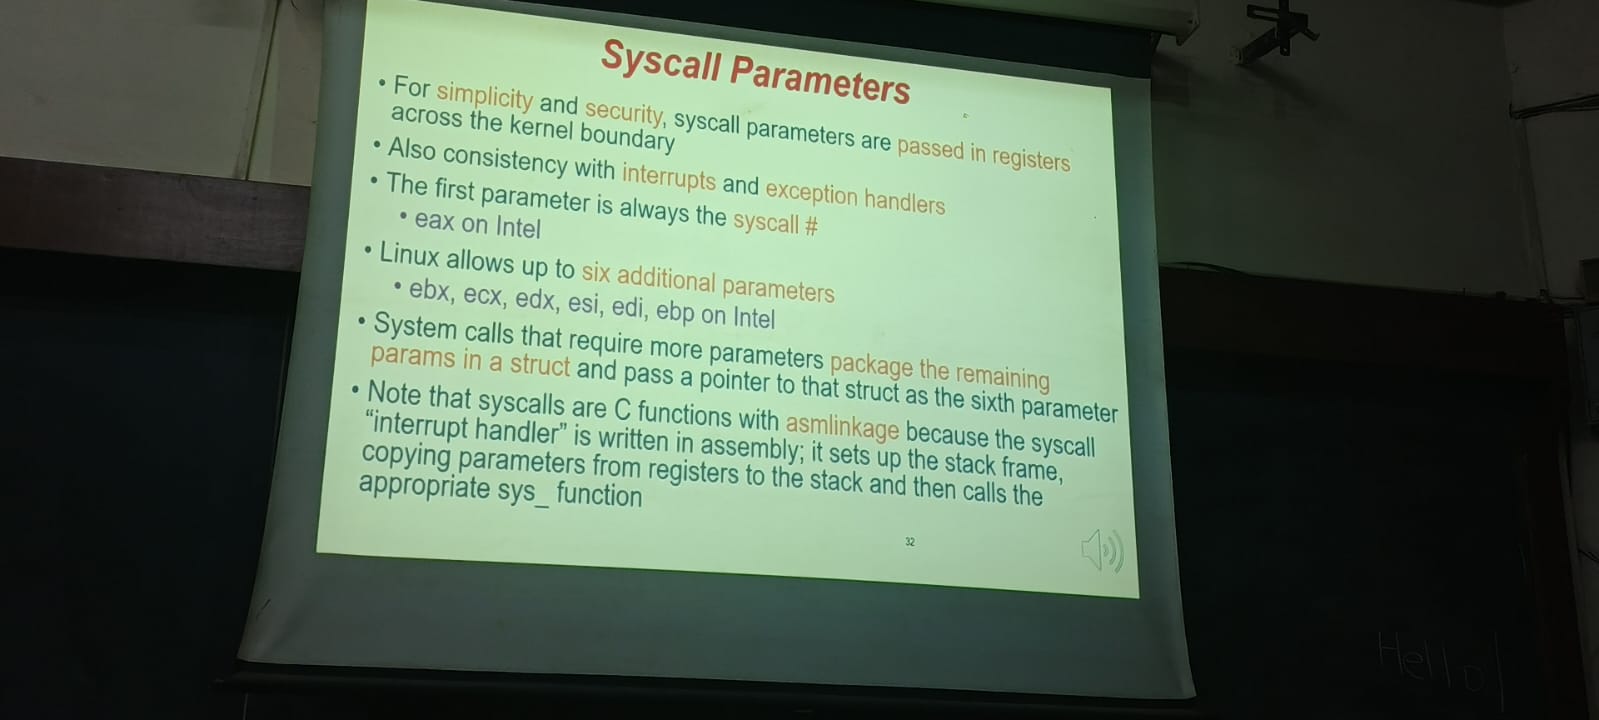 Syscall Parameters
• For simplicity and security, syscall parameters are passed in registers
across the kernel boundary
• Also consistency with interrupts and exception handlers
• The first parameter is always the syscall #
• eax on Intel
• Linux allows up to six additional parameters
• ebx, ecx, edx, esi, edi, ebp on Intel
• System calls that require more parameters package the remaining
params in a struct and pass a pointer to that struct as the sixth parameter
• Note that syscalls are C functions with asmlinkage because the syscall
“interrupt handler” is written in assembly; it sets up the stack frame,
copying parameters from registers to the stack and then calls the
appropriate sys_ function
32
Hello